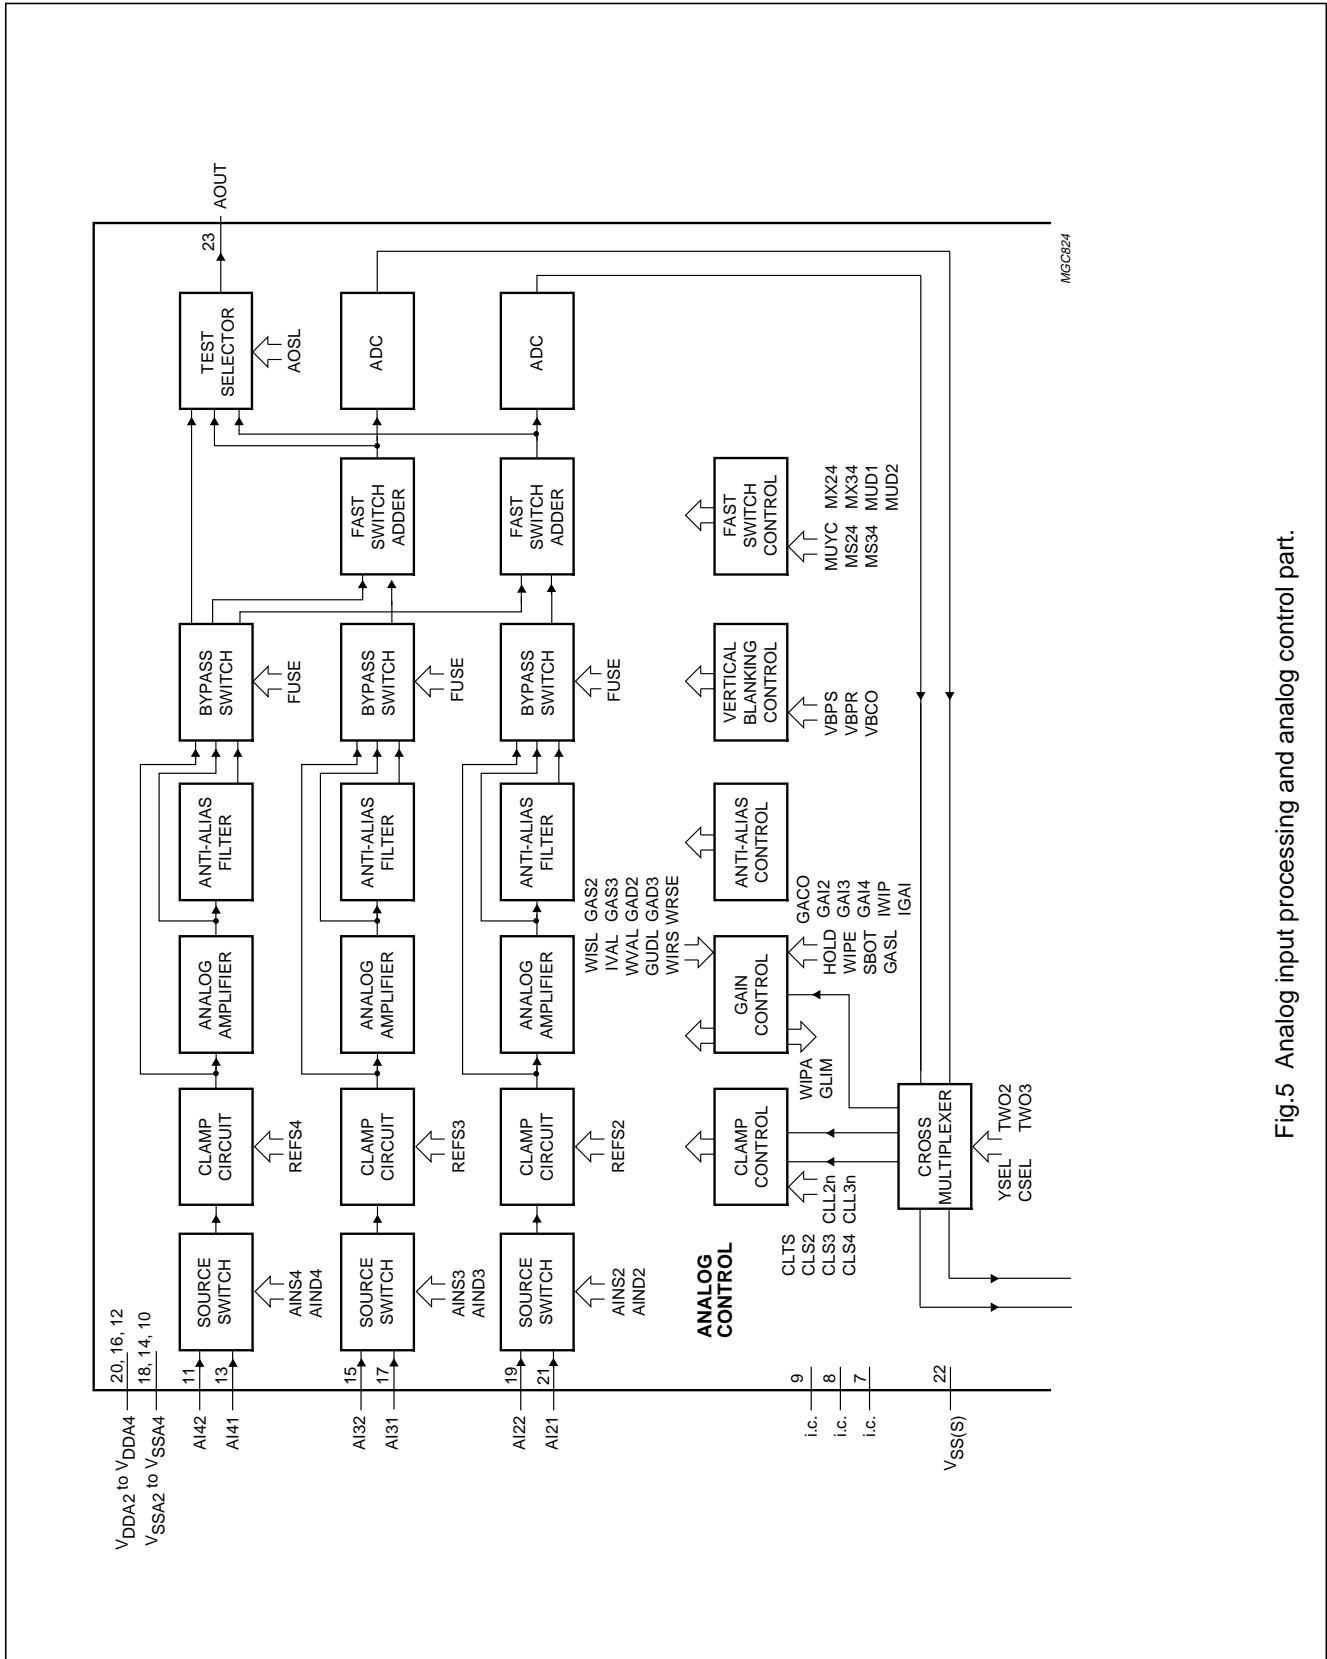 V_DDA2 to V_DDA4
20, 16, 12
V_SSA2 to V_SSA4
18, 14, 10
AI42
11
AI41
13
SOURCE
SWITCH
AINS4
AIND4
CLAMP
CIRCUIT
REFS4
ANALOG
AMPLIFIER
ANTI-ALIAS
FILTER
BYPASS
SWITCH
FUSE
TEST
SELECTOR
AOSL
23
AOUT
AI32
15
AI31
17
SOURCE
SWITCH
AINS3
AIND3
CLAMP
CIRCUIT
REFS3
ANALOG
AMPLIFIER
ANTI-ALIAS
FILTER
BYPASS
SWITCH
FUSE
FAST
SWITCH
ADDER
ADC
AI22
19
AI21
21
SOURCE
SWITCH
AINS2
AIND2
CLAMP
CIRCUIT
REFS2
ANALOG
AMPLIFIER
ANTI-ALIAS
FILTER
BYPASS
SWITCH
FUSE
FAST
SWITCH
ADDER
ADC
ANALOG
CONTROL
CLAMP
CONTROL
CLTS
CLS2
CLS3 CLL2n
CLS4 CLL3n
WISL GAS2
IVAL GAS3
WVAL GAD2
GUDL GAD3
WIRS WRSE
GAIN
CONTROL
WIPA
GLIM
GACO
HOLD GAI2
WIPE GAI3
SBOT GAI4
GASL IWIP
IGAI
ANTI-ALIAS
CONTROL
VERTICAL
BLANKING
CONTROL
VBPS
VBPR
VBCO
FAST
SWITCH
CONTROL
MUYC MX24
MS24 MX34
MS34 MUD1
MUD2
i.c.
9
i.c.
8
i.c.
7
V_SS(S)
22
CROSS
MULTIPLEXER
YSEL TWO2
CSEL TWO3
MGC824
Fig.5 Analog input processing and analog control part.